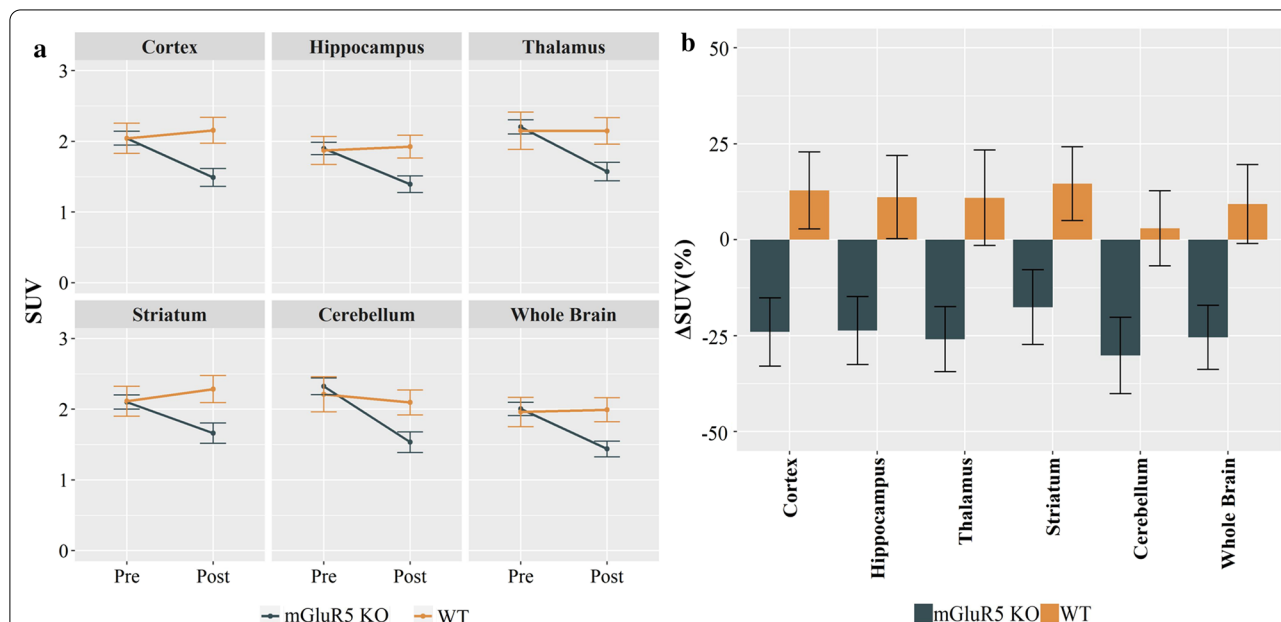 a
Cortex Hippocampus Thalamus
3
2
1
0
SUV
Striatum Cerebellum Whole Brain
3
2
1
0
Pre Post Pre Post Pre Post
mGluR5 KO WT
b
50
25
0
-25
-50
ΔSUV(%)
Cortex
Hippocampus
Thalamus
Striatum
Cerebellum
Whole Brain
mGluR5 KO WT